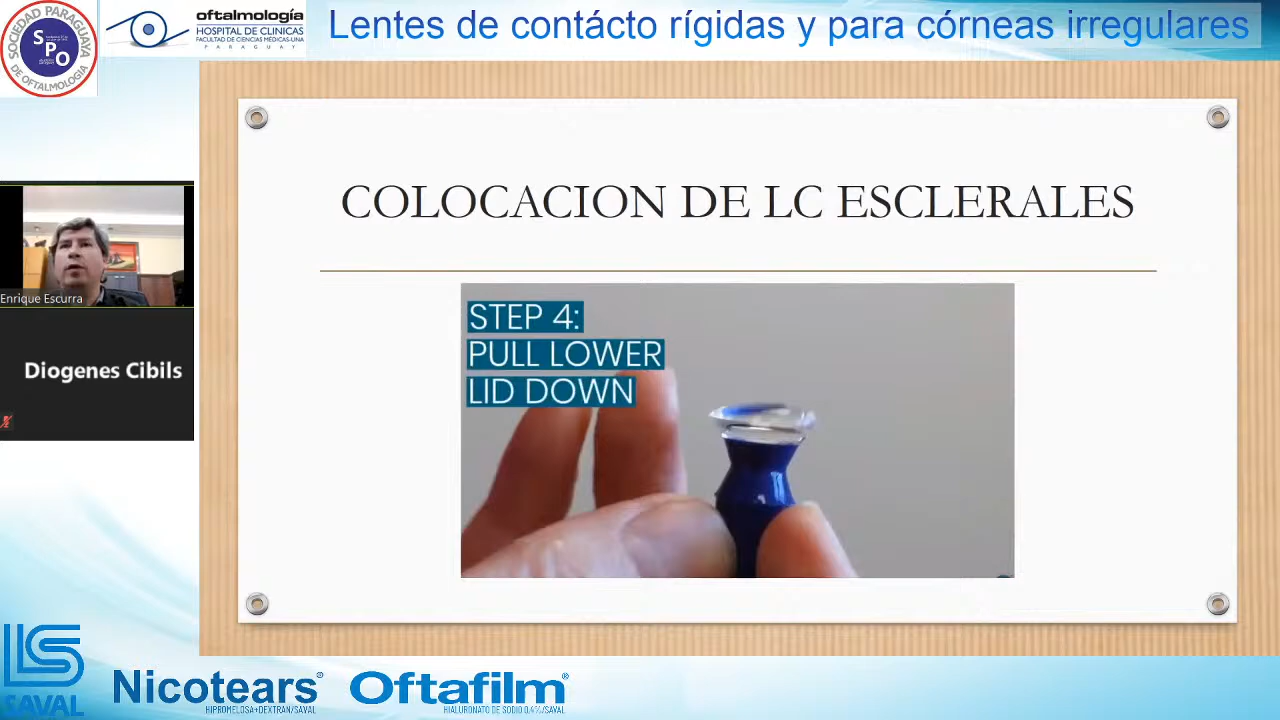 SOCIEDAD PARAGUAYA
DE OFTALMOLOGIA
SPO
oftalmología
HOSPITAL DE CLINICAS
FACULTAD DE CIENCIAS MÉDICAS-UNA
PARAGUAY
Lentes de contácto rígidas y para córneas irregulares
COLOCACION DE LC ESCLERALES
STEP 4:
PULL LOWER
LID DOWN
Enrique Escurra
Diogenes Cibils
LS
SAVAL
Nicotears®
HIPROMELOSA+DEXTRAN/SAVAL
Oftafilm®
HIALURONATO DE SODIO 0.4%/SAVAL